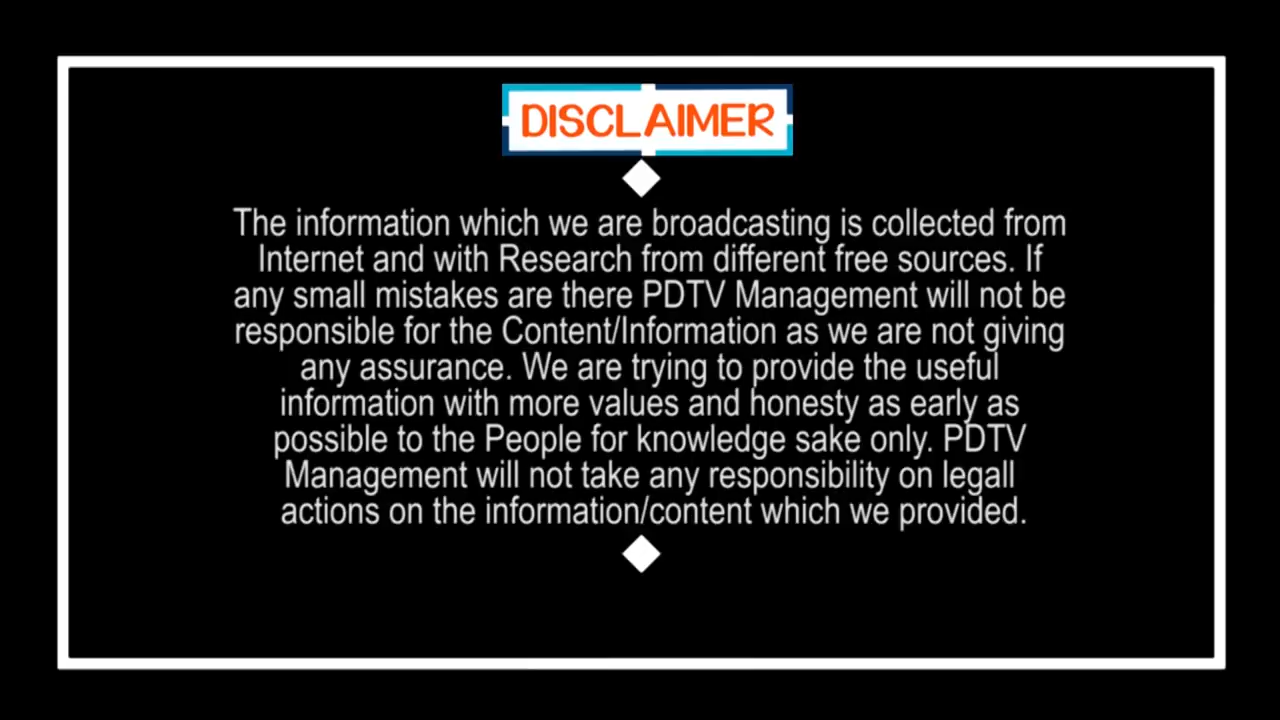 DISCLAIMER
The information which we are broadcasting is collected from
Internet and with Research from different free sources. If
any small mistakes are there PDTV Management will not be
responsible for the Content/Information as we are not giving
any assurance. We are trying to provide the useful
information with more values and honesty as early as
possible to the People for knowledge sake only. PDTV
Management will not take any responsibility on legall
actions on the information/content which we provided.